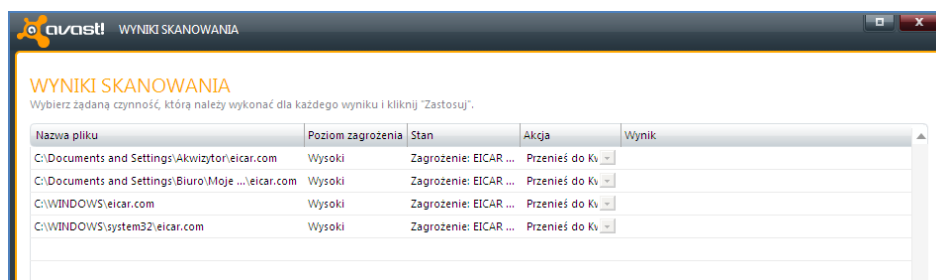 avast! WYNIKI SKANOWANIA
WYNIKI SKANOWANIA
Wybierz żądaną czynność, którą należy wykonać dla każdego wyniku i kliknij "Zastosuj".
Nazwa pliku Poziom zagrożenia Stan Akcja Wynik
C:\Documents and Settings\Akwizytor\eicar.com Wysoki Zagrożenie: EICAR ... Przenieś do Kv
C:\Documents and Settings\Biuro\Moje ...\eicar.com Wysoki Zagrożenie: EICAR ... Przenieś do Kv
C:\WINDOWS\eicar.com Wysoki Zagrożenie: EICAR ... Przenieś do Kv
C:\WINDOWS\system32\eicar.com Wysoki Zagrożenie: EICAR ... Przenieś do Kv